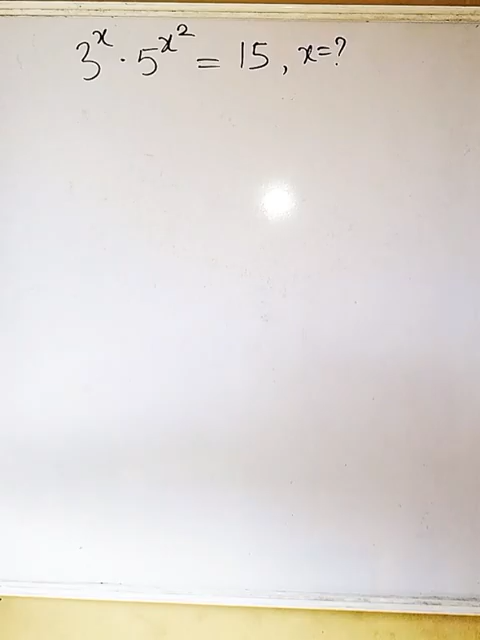 3^x · 5^{x^2} = 15, x=?